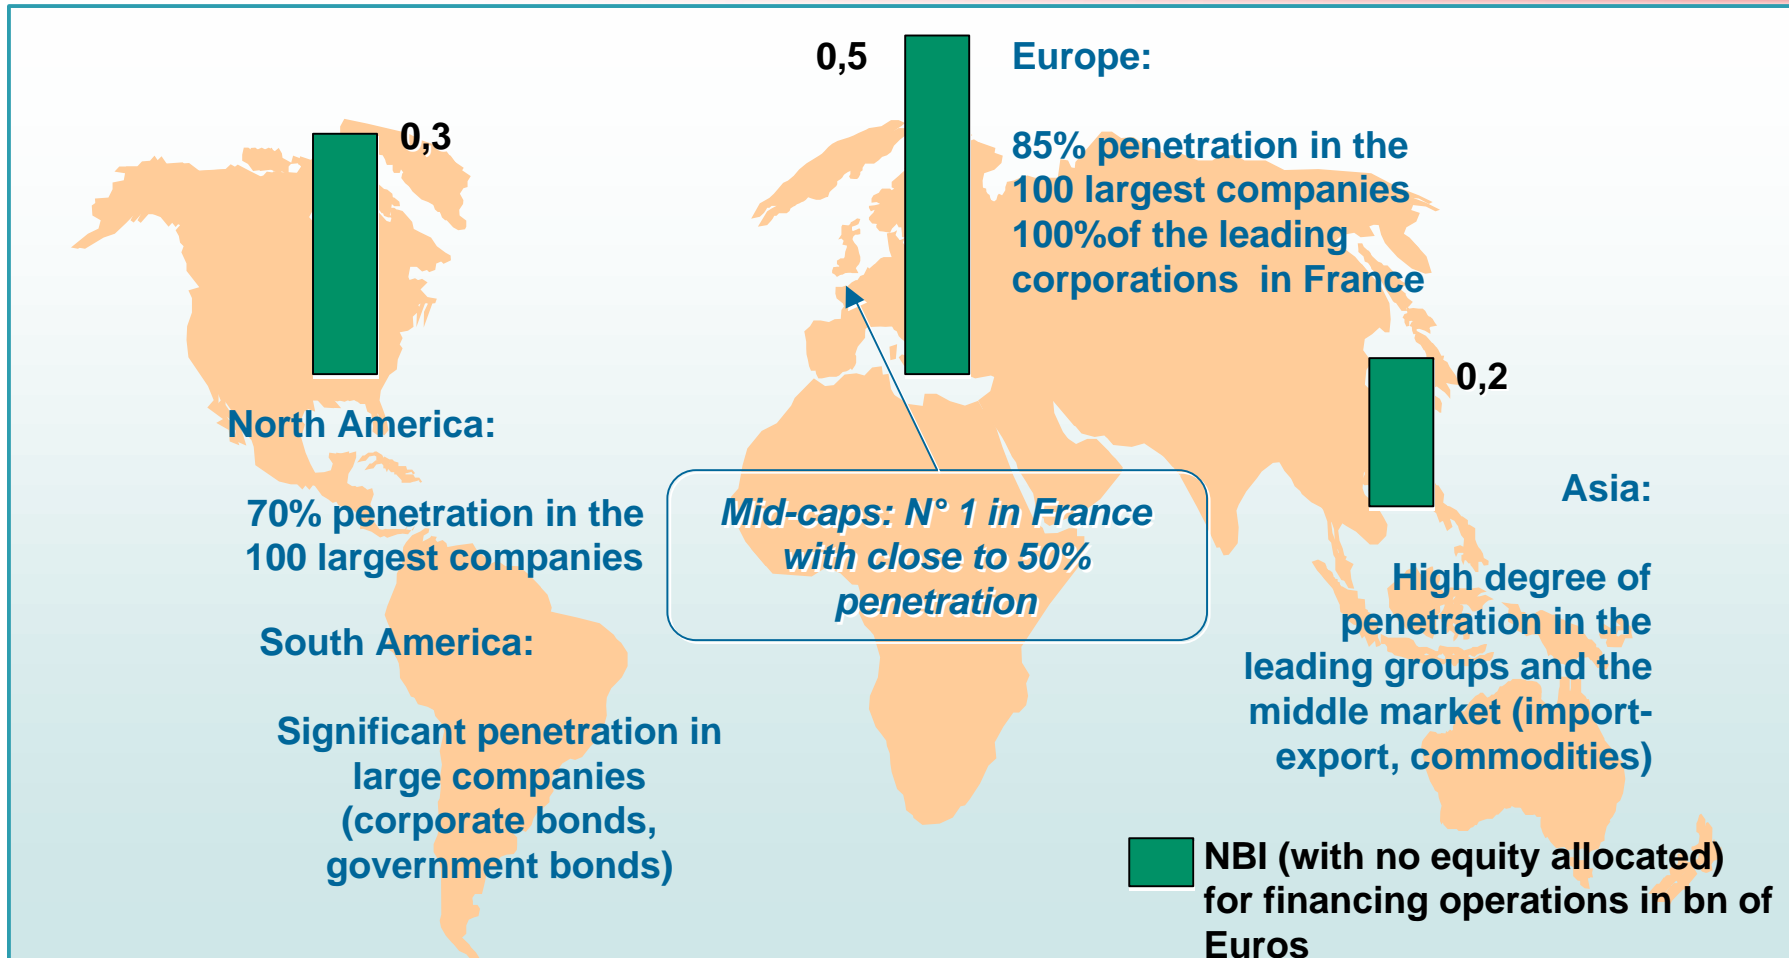 0,3
North America:
70% penetration in the
100 largest companies
South America:
Significant penetration in
large companies
(corporate bonds,
government bonds)
0,5
Europe:
85% penetration in the
100 largest companies
100%of the leading
corporations  in France
Mid-caps: N° 1 in France
with close to 50%
penetration
0,2
Asia:
High degree of
penetration in the
leading groups and the
middle market (import-
export, commodities)
NBI (with no equity allocated)
for financing operations in bn of
Euros